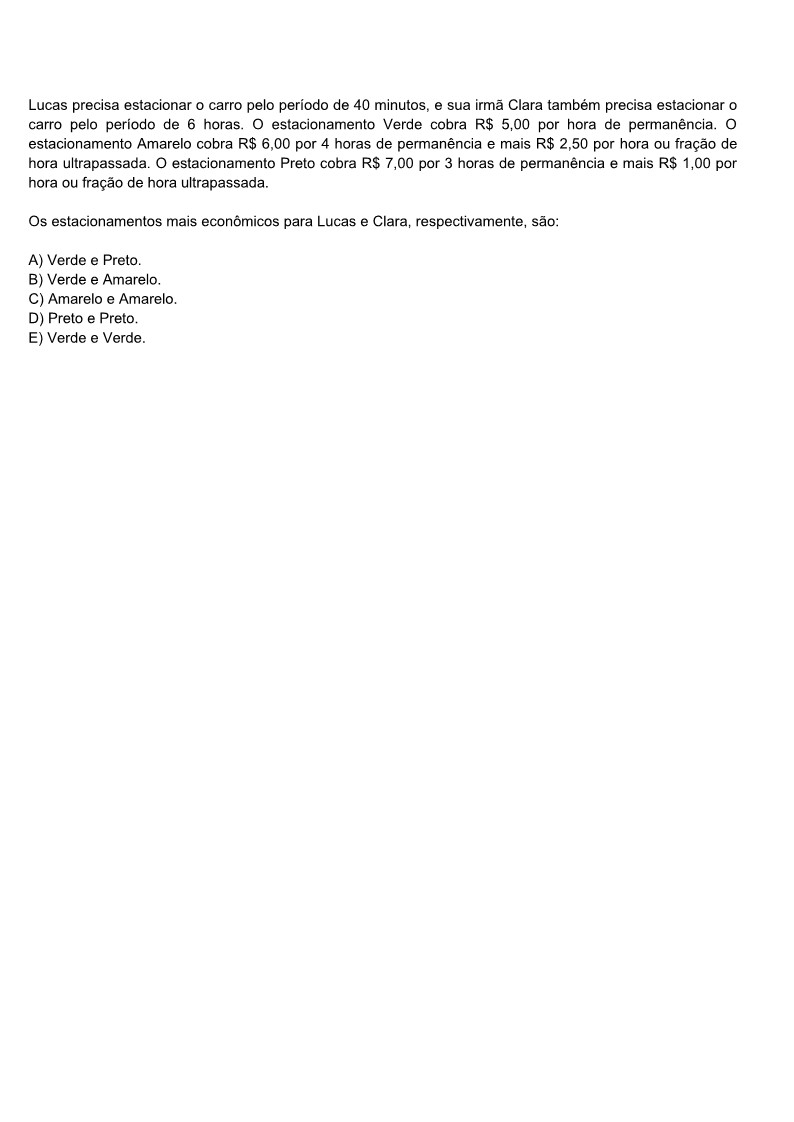 Lucas precisa estacionar o carro pelo período de 40 minutos, e sua irmã Clara também precisa estacionar o
carro pelo período de 6 horas. O estacionamento Verde cobra R$ 5,00 por hora de permanência. O
estacionamento Amarelo cobra R$ 6,00 por 4 horas de permanência e mais R$ 2,50 por hora ou fração de
hora ultrapassada. O estacionamento Preto cobra R$ 7,00 por 3 horas de permanência e mais R$ 1,00 por
hora ou fração de hora ultrapassada.
Os estacionamentos mais econômicos para Lucas e Clara, respectivamente, são:
A) Verde e Preto.
B) Verde e Amarelo.
C) Amarelo e Amarelo.
D) Preto e Preto.
E) Verde e Verde.